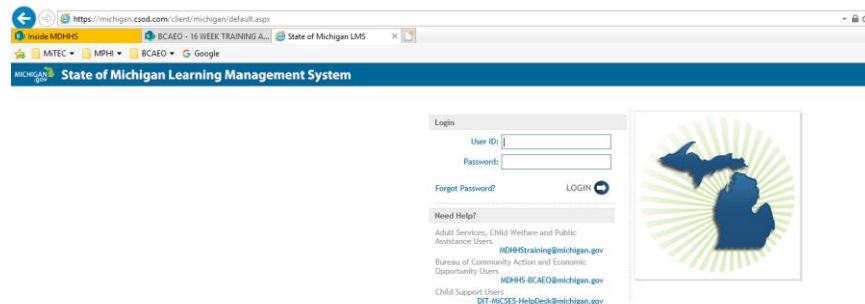 https://michigan.csod.com/client/michigan/default.aspx
Inside MDHHS
BCAEO - 16 WEEK TRAINING A...
State of Michigan LMS
MiTEC
MPHI
BCAEO
Google
MICHIGAN.gov State of Michigan Learning Management System
Login
User ID:
Password:
Forgot Password?
LOGIN
Need Help?
Adult Services, Child Welfare and Public
Assistance Users
MDHHStraining@michigan.gov
Bureau of Community Action and Economic
Opportunity Users
MDHHS-BCAEO@michigan.gov
Child Support Users
DIT-MiCSES-HelpDesk@michigan.gov